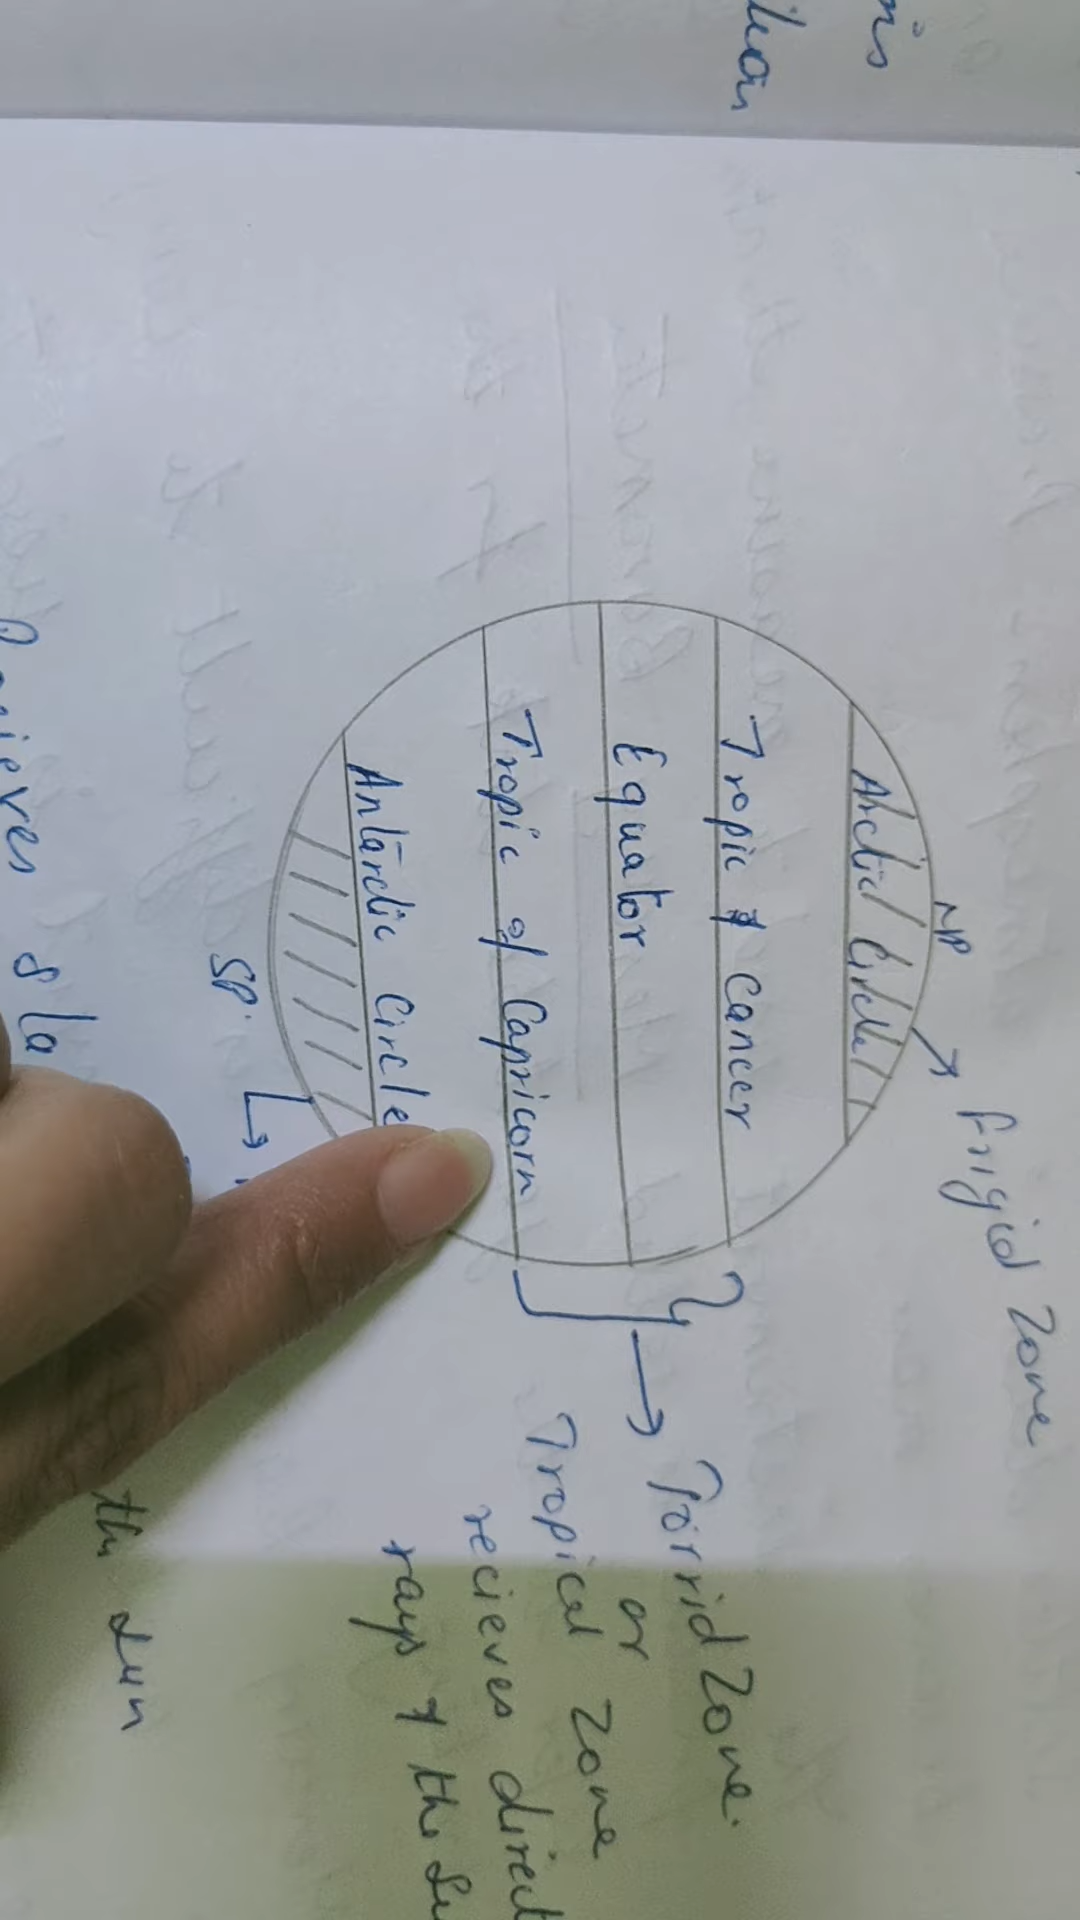 NP
Frigid Zone
Arctic Circle
Tropic of Cancer
Equator
Tropic of Capricorn
Antarctic Circle
SP.
Torrid Zone.
or
Tropical Zone
recieves direct
rays of the
the sun